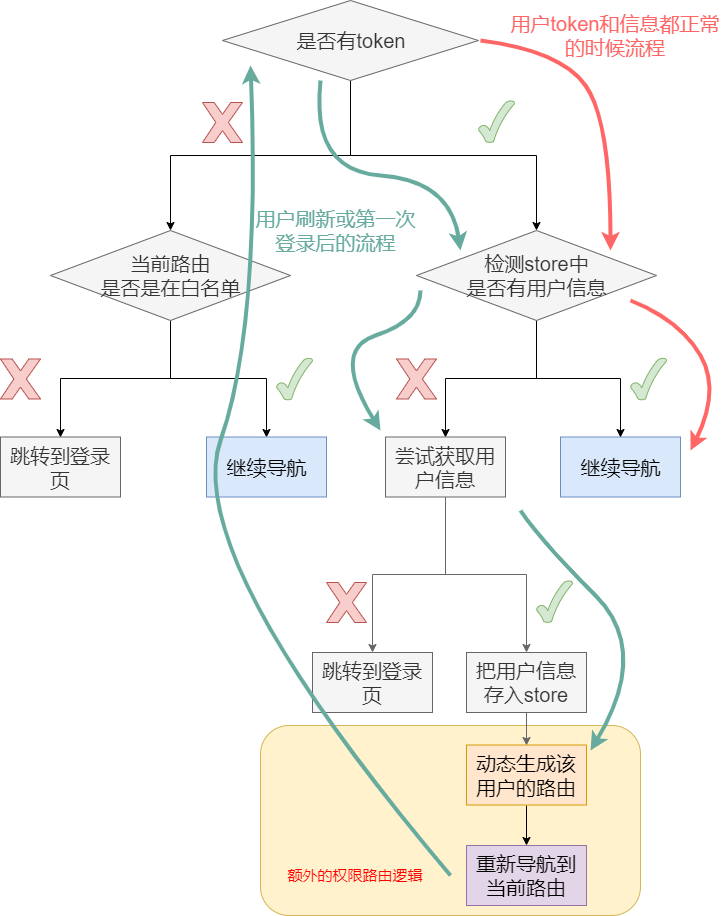 是否有token
用户token和信息都正常
的时候流程
用户刷新或第一次
登录后的流程
当前路由
是否是在白名单
检测store中
是否有用户信息
跳转到登录
页
继续导航
尝试获取用
户信息
继续导航
跳转到登录
页
把用户信息
存入store
动态生成该
用户的路由
额外的权限路由逻辑
重新导航到
当前路由